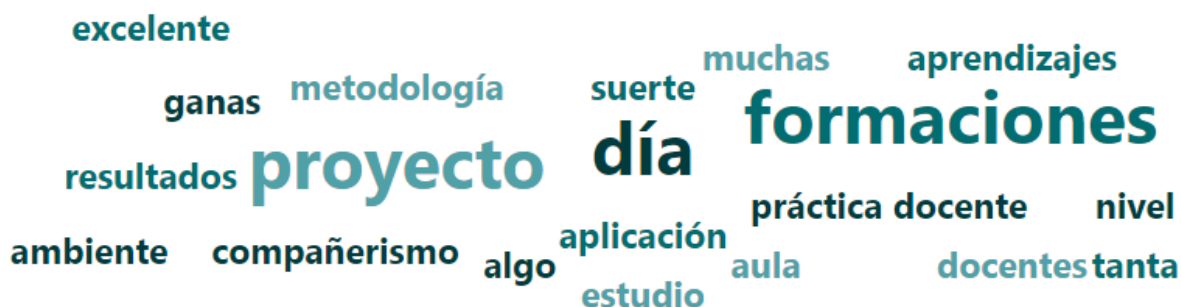 excelente
muchas
aprendizajes
ganas
metodología
suerte
formaciones
resultados
proyecto
día
práctica docente
nivel
ambiente
compañerismo
algo
aplicación
aula
docentes
tanta
estudio